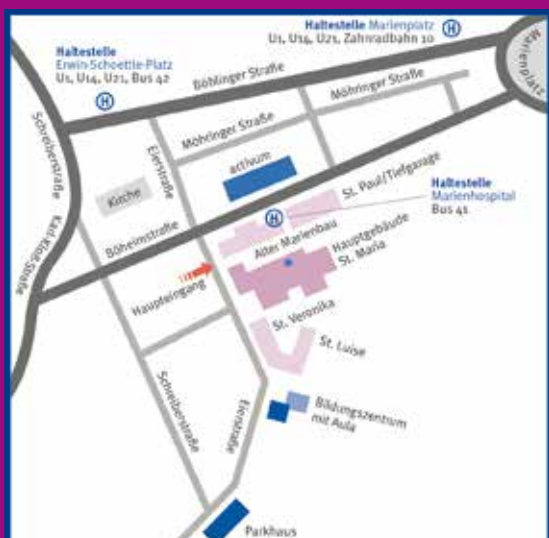 Haltestelle Marienplatz
U1, U14, U21, Zahnradbahn 10
H
Marienplatz
Haltestelle
Erwin-Schoettle-Platz
U1, U14, U21, Bus 42
H
Böblinger Straße
Möhringer Straße
Möhringer Straße
Schreiberstraße
Eierstraße
activum
Kirche
St. Paul/Tiefgarage
Haltestelle
Marienhospital
Bus 41
H
Karl-Kloß-Straße
Böheimstraße
Alter Marienbau
Hauptgebäude
St. Maria
Haupteingang
St. Veronika
St. Luise
Schreiberstraße
Eierstraße
Bildungszentrum
mit Aula
Parkhaus